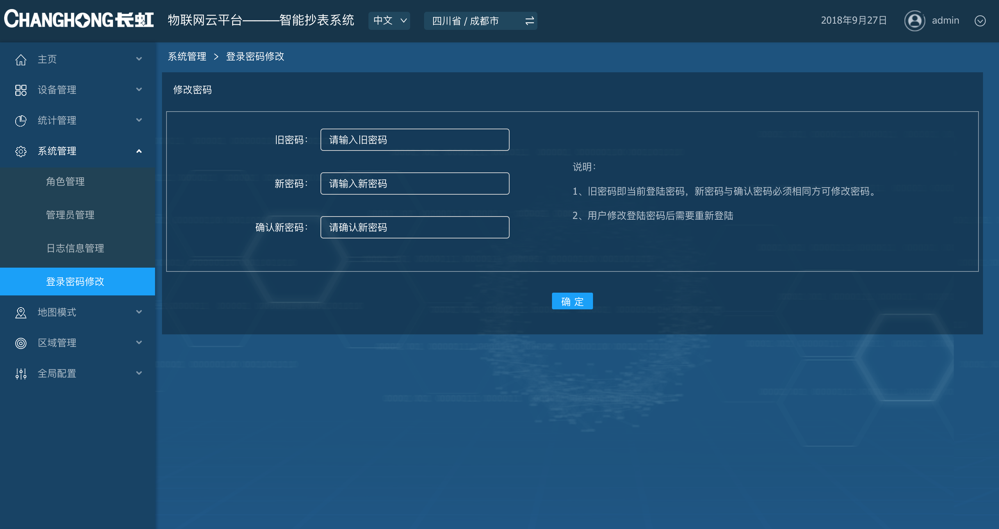 CHANGHONG 长虹
物联网云平台———智能抄表系统
中文
四川省 / 成都市
2018年9月27日
admin
主页
设备管理
统计管理
系统管理
角色管理
管理员管理
日志信息管理
登录密码修改
地图模式
区域管理
全局配置
系统管理 > 登录密码修改
修改密码
旧密码：
请输入旧密码
新密码：
请输入新密码
确认新密码：
请确认新密码
说明：
1、旧密码即当前登陆密码，新密码与确认密码必须相同方可修改密码。
2、用户修改登陆密码后需要重新登陆
确 定